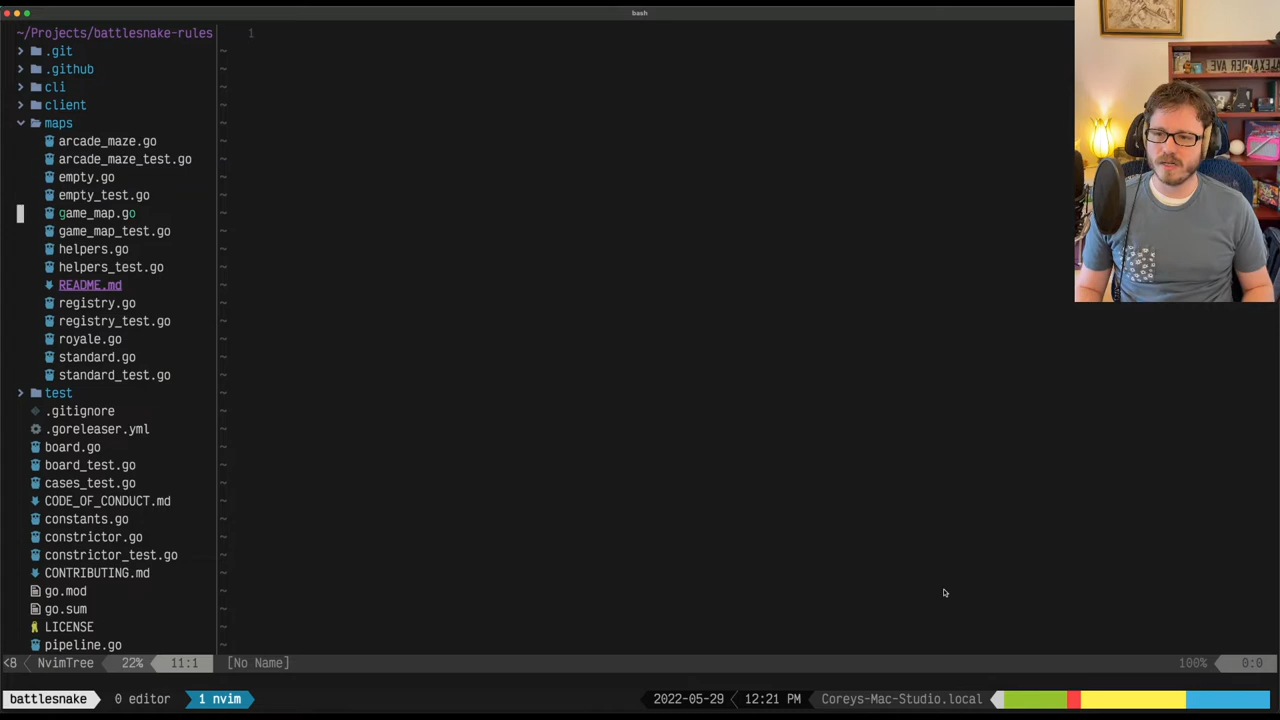 bash
~/Projects/battlesnake-rules
.git
.github
cli
client
maps
arcade_maze.go
arcade_maze_test.go
empty.go
empty_test.go
game_map.go
game_map_test.go
helpers.go
helpers_test.go
README.md
registry.go
registry_test.go
royale.go
standard.go
standard_test.go
test
.gitignore
.goreleaser.yml
board.go
board_test.go
cases_test.go
CODE_OF_CONDUCT.md
constants.go
constrictor.go
constrictor_test.go
CONTRIBUTING.md
go.mod
go.sum
LICENSE
pipeline.go
1
<8 NvimTree 22% 11:1 [No Name] 100% 0:0
battlesnake 0 editor 1 nvim 2022-05-29 12:21 PM Coreys-Mac-Studio.local